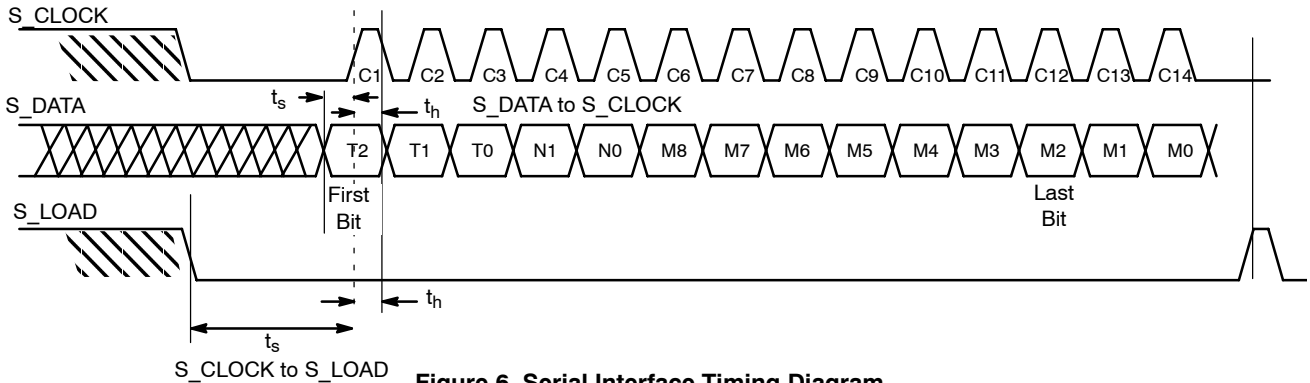 S_CLOCK
C1 C2 C3 C4 C5 C6 C7 C8 C9 C10 C11 C12 C13 C14
ts
th
S_DATA to S_CLOCK
S_DATA
T2 T1 T0 N1 N0 M8 M7 M6 M5 M4 M3 M2 M1 M0
First
Bit
Last
Bit
S_LOAD
th
ts
S_CLOCK to S_LOAD
Figure 6. Serial Interface Timing Diagram